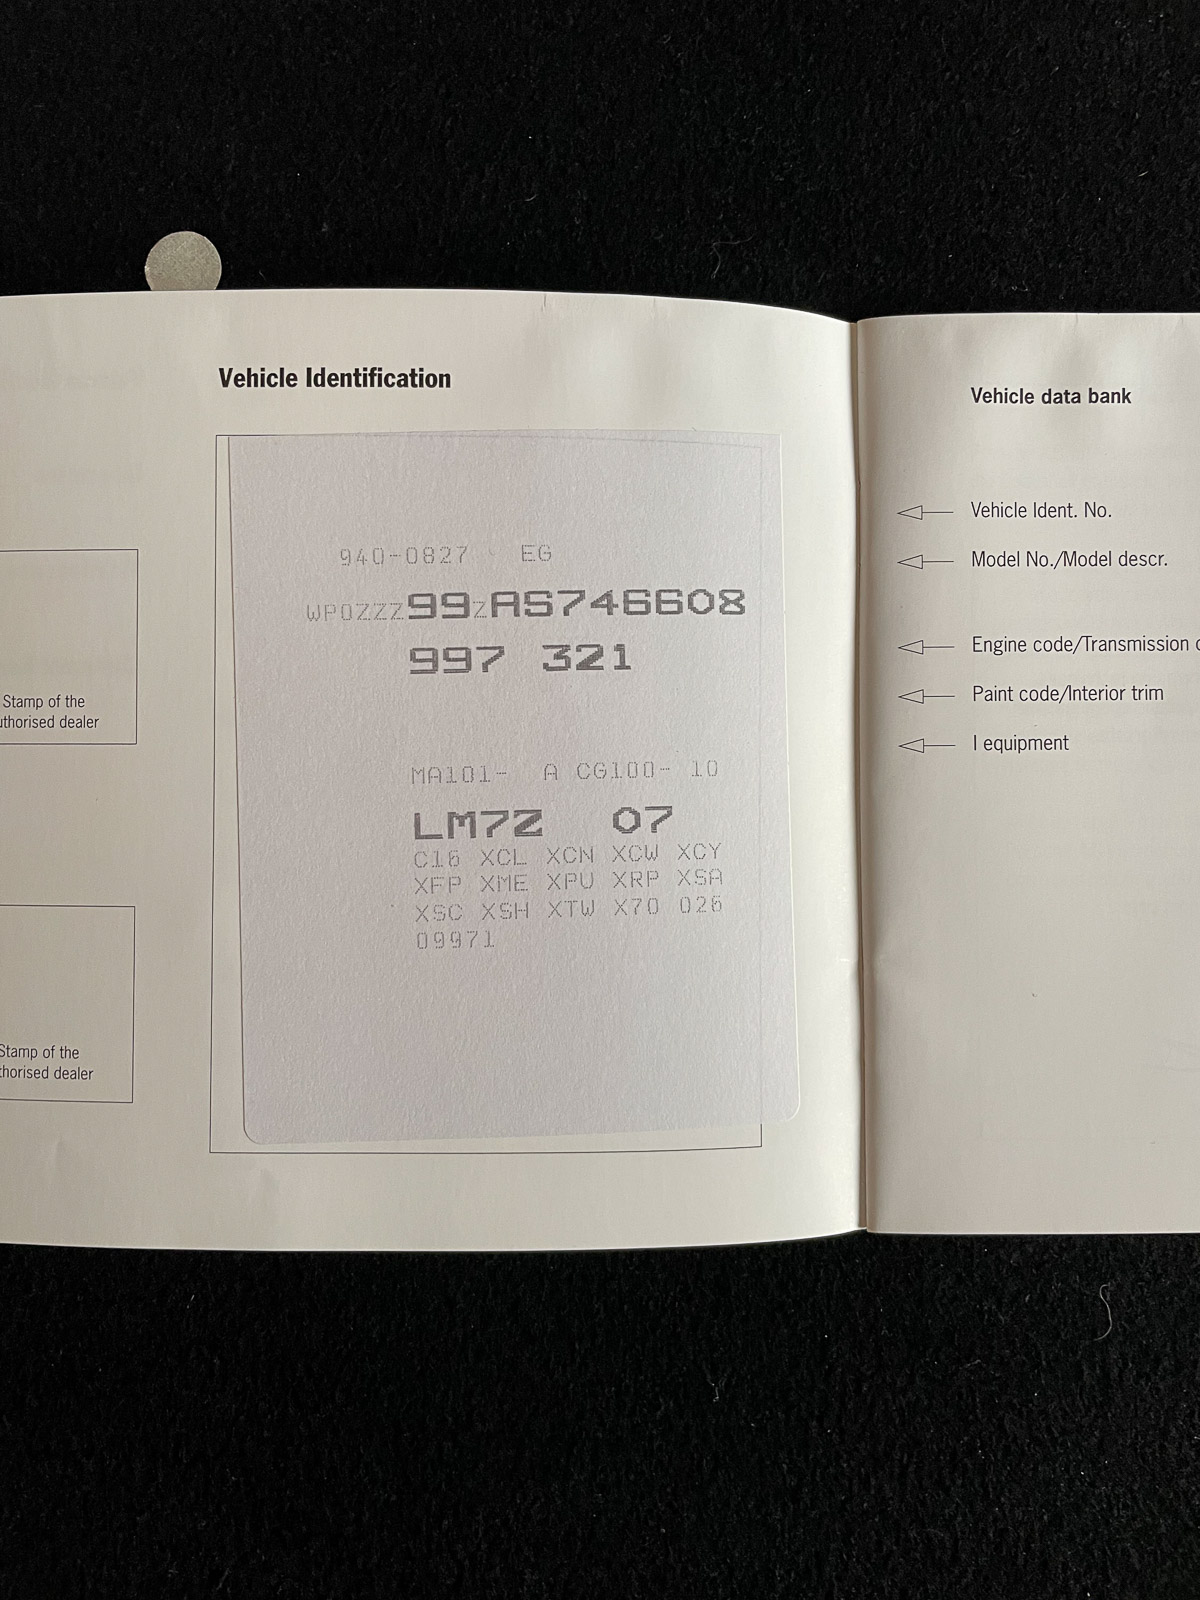 Vehicle Identification
940-0827 EG
WP0ZZZ99ZAS746608
997 321
MA101- A CG100- 10
LM7Z 07
C16 XCL XCN XCW XCY
XFP XME XPU XRP XSA
XSC XSH XTW X70 026
09971
Stamp of the
uthorised dealer
Stamp of the
thorised dealer
Vehicle data bank
Vehicle Ident. No.
Model No./Model descr.
Engine code/Transmission c
Paint code/Interior trim
I equipment